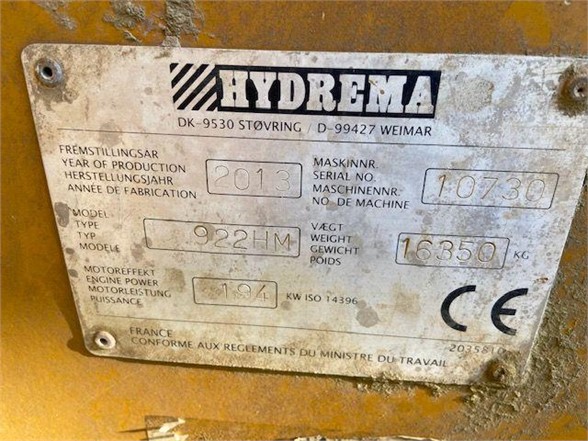 HYDREMA
DK-9530 STØVRING / D-99427 WEIMAR
FREMSTILLINGSAR
YEAR OF PRODUCTION
HERSTELLUNGSJAHR
ANNÉE DE FABRICATION
2013
MASKINNR.
SERIAL NO.
MASCHINENNR.
NO DE MACHINE
10730
MODEL
TYPE
TYP
MODELE
922HM
VÆGT
WEIGHT
GEWICHT
POIDS
16350 KG
MOTOREFFEKT
ENGINE POWER
MOTORLEISTUNG
PUISSANCE
194 KW ISO 14396
CE
FRANCE
CONFORME AUX REGLEMENTS DU MINISTRE DU TRAVAIL